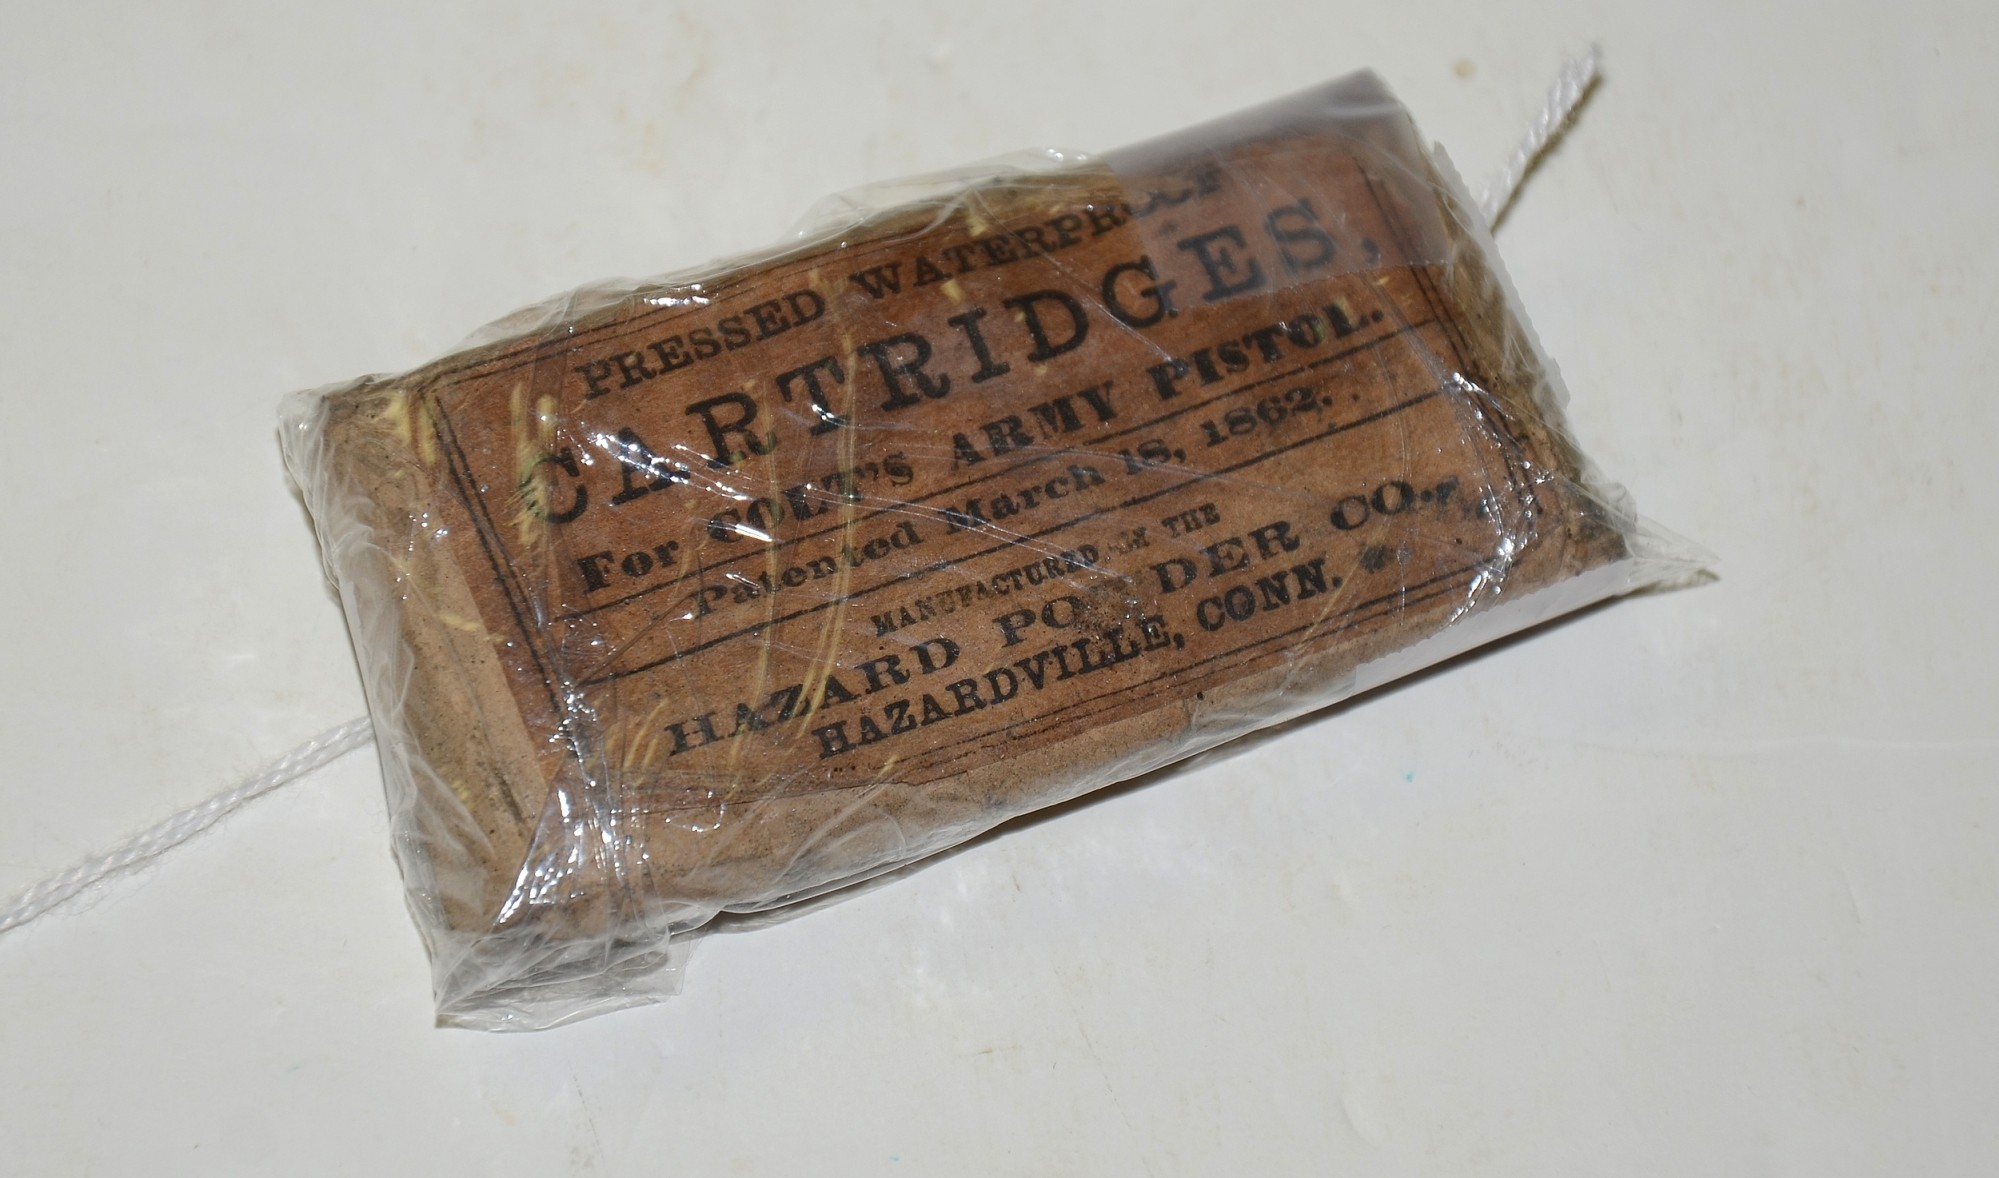 PRESSED WATERPROOF
CARTRIDGES,
For COLT'S ARMY PISTOL.
Patented March 18, 1862.
MANUFACTURED BY THE
HAZARD POWDER CO.,
HAZARDVILLE, CONN.